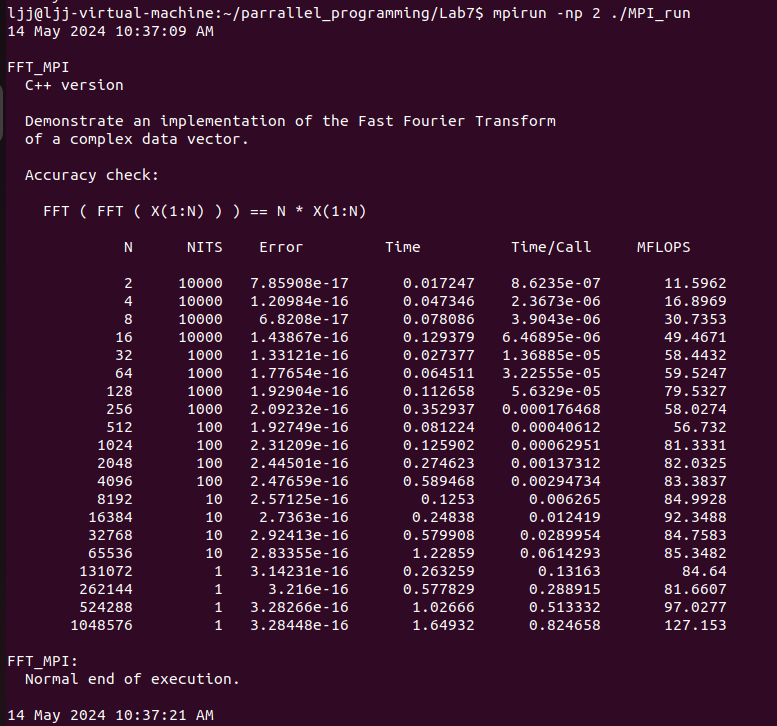 ljj@ljj-virtual-machine:~/parrallel_programming/Lab7$ mpirun -np 2 ./MPI_run
14 May 2024 10:37:09 AM
FFT_MPI
C++ version
Demonstrate an implementation of the Fast Fourier Transform
of a complex data vector.
Accuracy check:
FFT ( FFT ( X(1:N) ) ) == N * X(1:N)
N NITS Error Time Time/Call MFLOPS
2 10000 7.85908e-17 0.017247 8.6235e-07 11.5962
4 10000 1.20984e-16 0.047346 2.3673e-06 16.8969
8 10000 6.8208e-17 0.078086 3.9043e-06 30.7353
16 10000 1.43867e-16 0.129379 6.46895e-06 49.4671
32 1000 1.33121e-16 0.027377 1.36885e-05 58.4432
64 1000 1.77654e-16 0.064511 3.22555e-05 59.5247
128 1000 1.92904e-16 0.112658 5.6329e-05 79.5327
256 1000 2.09232e-16 0.352937 0.000176468 58.0274
512 100 1.92749e-16 0.081224 0.00040612 56.732
1024 100 2.31209e-16 0.125902 0.00062951 81.3331
2048 100 2.44501e-16 0.274623 0.00137312 82.0325
4096 100 2.47659e-16 0.589468 0.00294734 83.3837
8192 10 2.57125e-16 0.1253 0.006265 84.9928
16384 10 2.7363e-16 0.24838 0.012419 92.3488
32768 10 2.92413e-16 0.579908 0.0289954 84.7583
65536 10 2.83355e-16 1.22859 0.0614293 85.3482
131072 1 3.14231e-16 0.263259 0.13163 84.64
262144 1 3.216e-16 0.577829 0.288915 81.6607
524288 1 3.28266e-16 1.02666 0.513332 97.0277
1048576 1 3.28448e-16 1.64932 0.824658 127.153
FFT_MPI:
Normal end of execution.
14 May 2024 10:37:21 AM